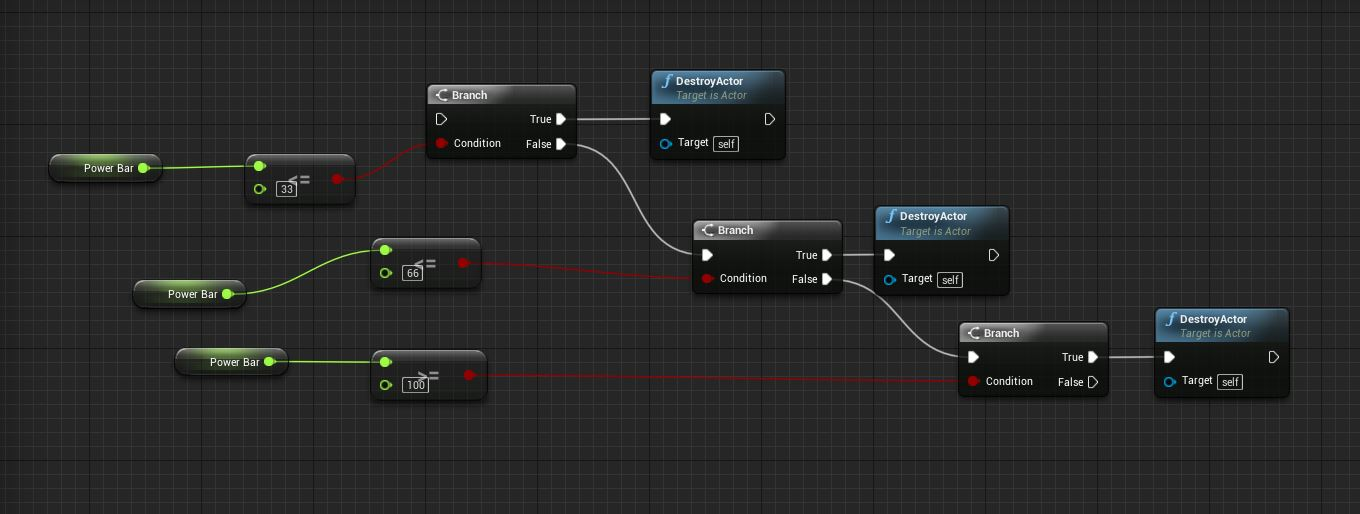 DestroyActor
Target is Actor
Branch
True
Condition
False
Target
self
Power Bar
<=
33
DestroyActor
Target is Actor
Branch
True
Condition
False
Target
self
<=
66
Power Bar
DestroyActor
Target is Actor
Branch
True
Condition
False
Target
self
Power Bar
>=
100